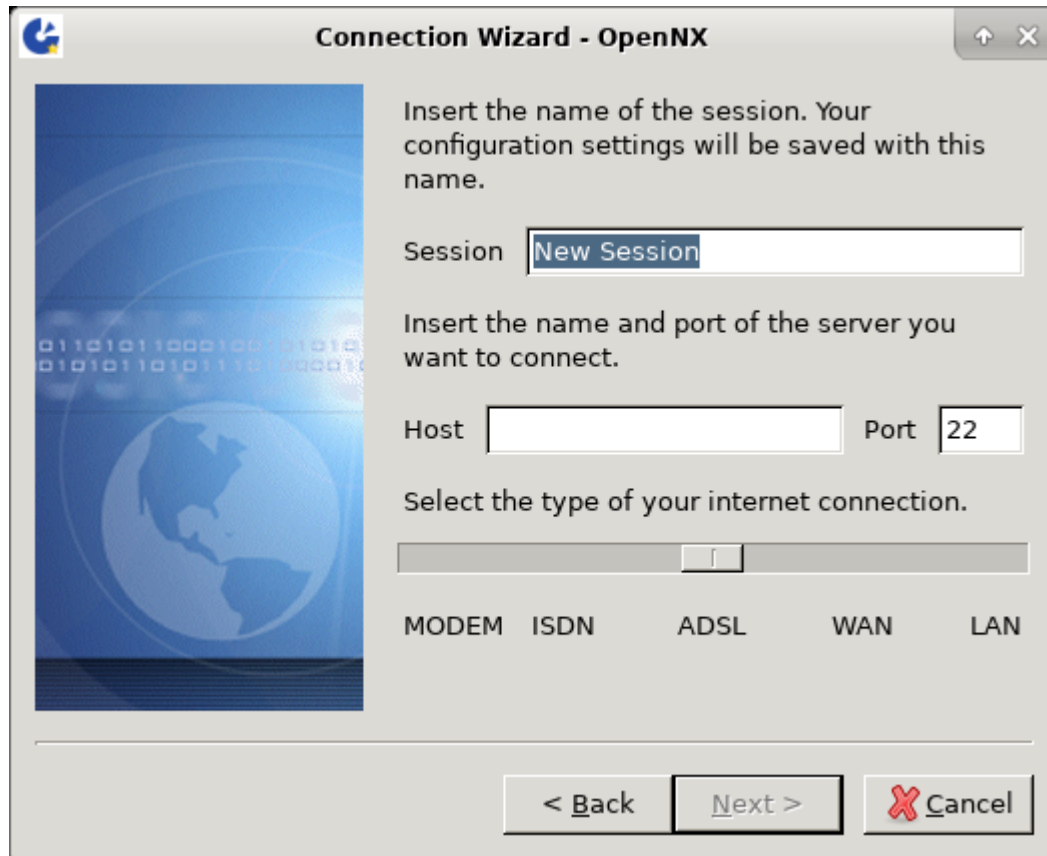 Connection Wizard - OpenNX
Insert the name of the session. Your
configuration settings will be saved with this
name.
Session New Session
Insert the name and port of the server you
want to connect.
Host Port 22
Select the type of your internet connection.
MODEM ISDN ADSL WAN LAN
< Back Next > Cancel